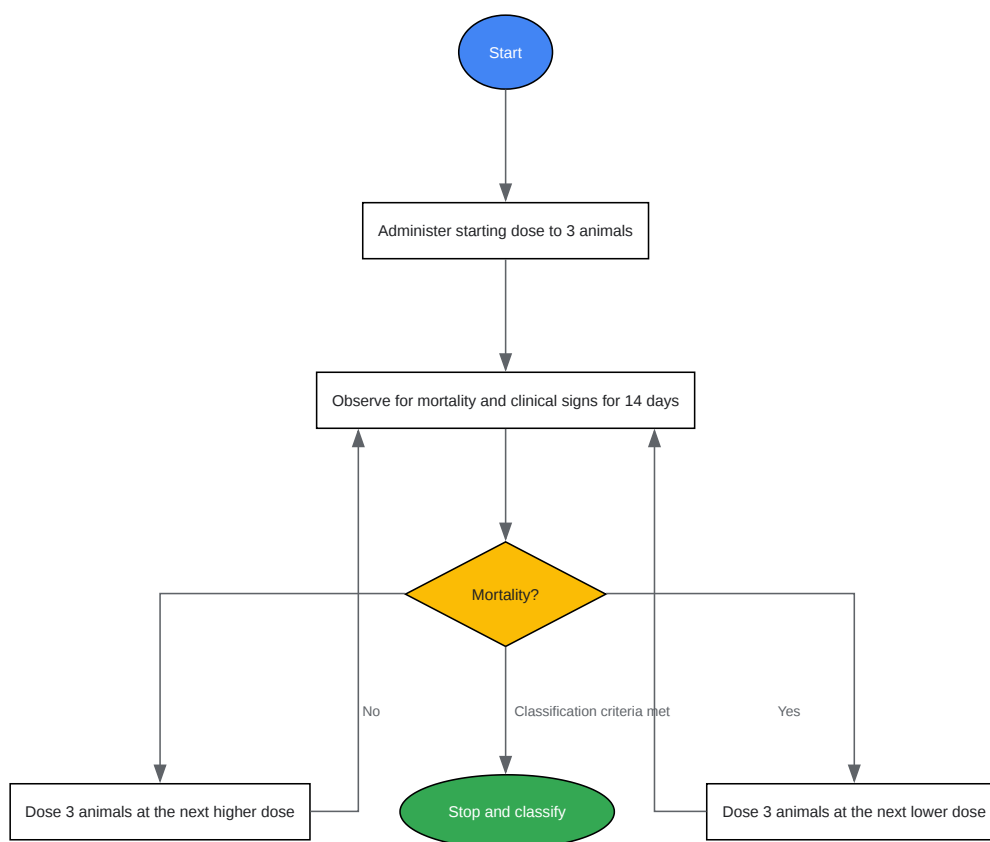 Start
Administer starting dose to 3 animals
Observe for mortality and clinical signs for 14 days
Mortality?
No
Classification criteria met
Yes
Dose 3 animals at the next higher dose
Stop and classify
Dose 3 animals at the next lower dose